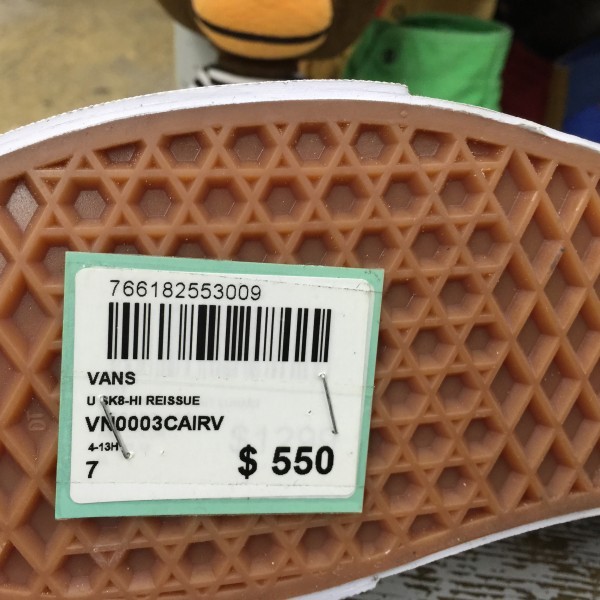 766182553009
VANS
U SK8-HI REISSUE
VN0003CAIRV
4-13H
7 $ 550